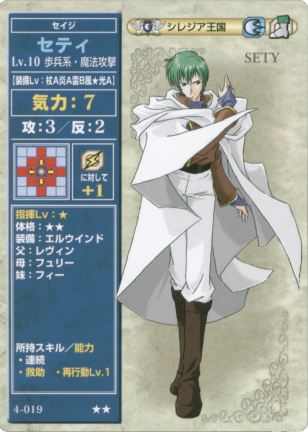 セイジ
セティ
Lv.10 歩兵系・魔法攻撃
【装備Lv：杖A炎A雷B風★光A】
気力：7
攻：3／反：2
に対して
+1
指揮Lv：★
体格：★★
装備：エルウインド
父：レヴィン
母：フュリー
妹：フィー
所持スキル／能力
・連続
・救助 ・再行動Lv.1
4-019
★★
シレジア王国
SETY